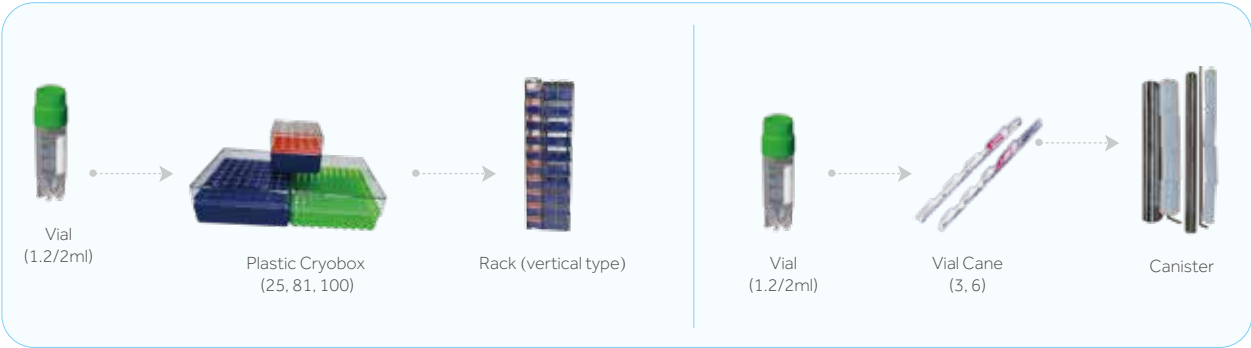 Vial
(1.2/2ml)
Plastic Cryobox
(25, 81, 100)
Rack (vertical type)
Vial
(1.2/2ml)
Vial Cane
(3, 6)
Canister